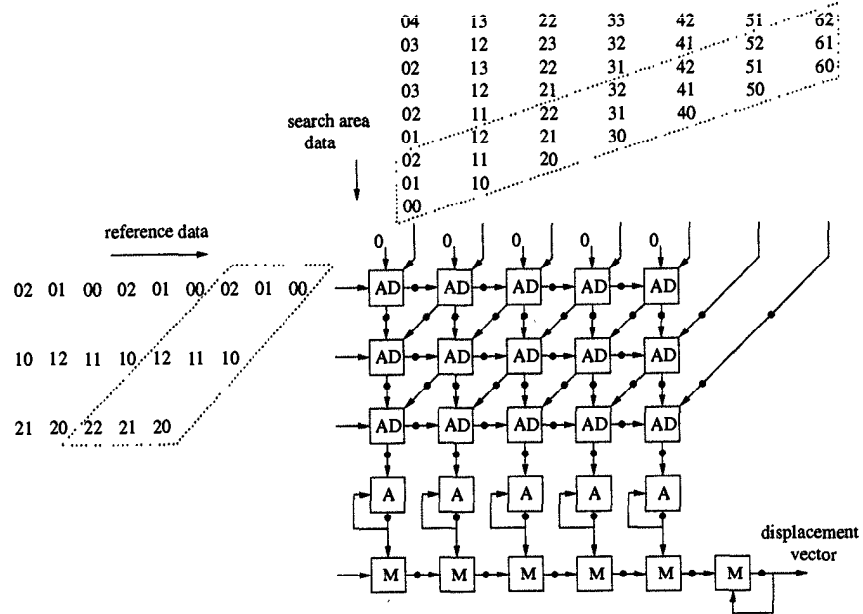 04 13 22 33 42 51 62
03 12 23 32 41 52 61
02 13 22 31 42 51 60
03 12 21 32 41 50
02 11 22 31 40
search area
data
01 12 21 30
02 11 20
01 10
00
reference data
0 0 0 0 0
02 01 00 02 01 00 02 01 00
AD AD AD AD AD
10 12 11 10 12 11 10
AD AD AD AD AD
21 20 22 21 20
AD AD AD AD AD
A A A A A
displacement
vector
M M M M M M